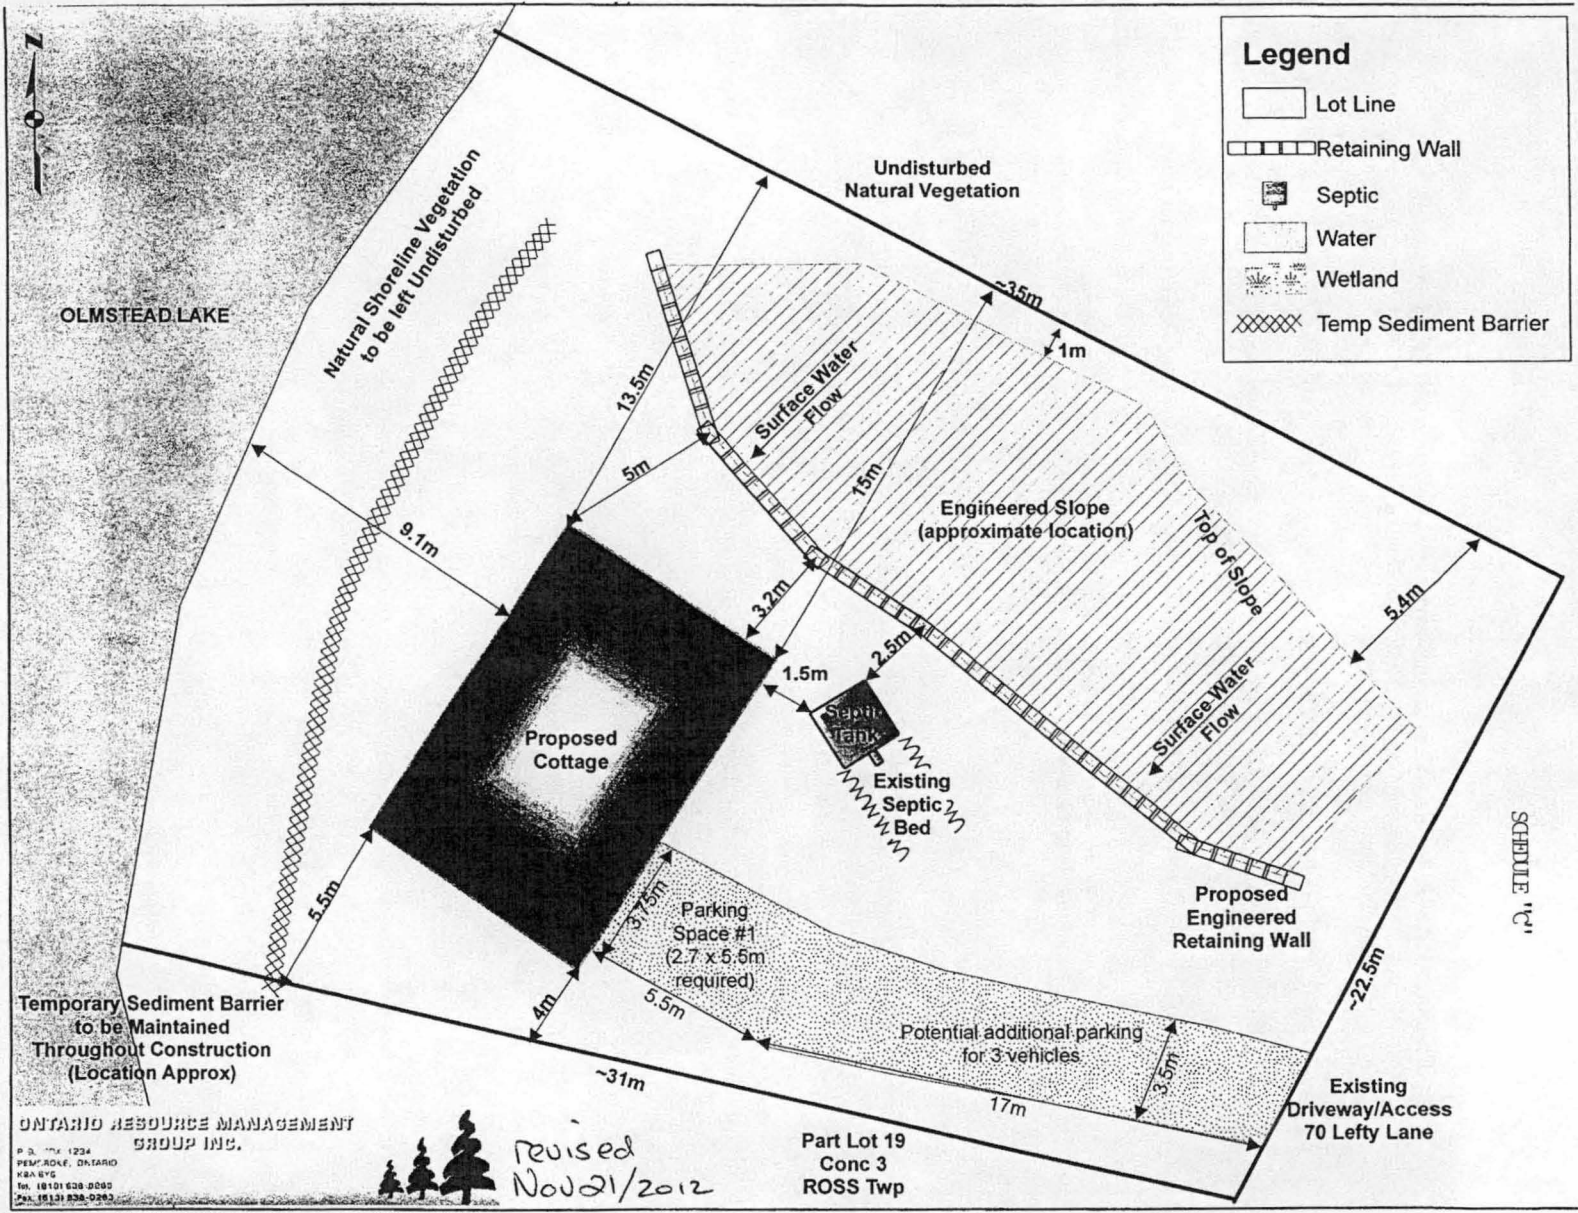 N
Legend
Lot Line
Retaining Wall
Septic
Water
Wetland
Temp Sediment Barrier
Undisturbed
Natural Vegetation
Natural Shoreline Vegetation
to be left Undisturbed
OLMSTEAD LAKE
~35m
1m
13.5m
Surface Water
Flow
15m
5m
Engineered Slope
(approximate location)
Top of Slope
9.1m
3.2m
5.4m
2.5m
1.5m
Septic
Tank
Surface Water
Flow
Proposed
Cottage
Existing
Septic
Bed
SCHEDULE "C"
5.5m
3.75m
Parking
Space #1
(2.7 x 5.5m
required)
Proposed
Engineered
Retaining Wall
~22.5m
4m
5.5m
Potential additional parking
for 3 vehicles
3.5m
17m
~31m
Temporary Sediment Barrier
to be Maintained
Throughout Construction
(Location Approx)
Existing
Driveway/Access
70 Lefty Lane
ONTARIO RESOURCE MANAGEMENT
GROUP INC.
1234
PEMBROKE, ONTARIO
revised
Nov 21/2012
Part Lot 19
Conc 3
ROSS Twp